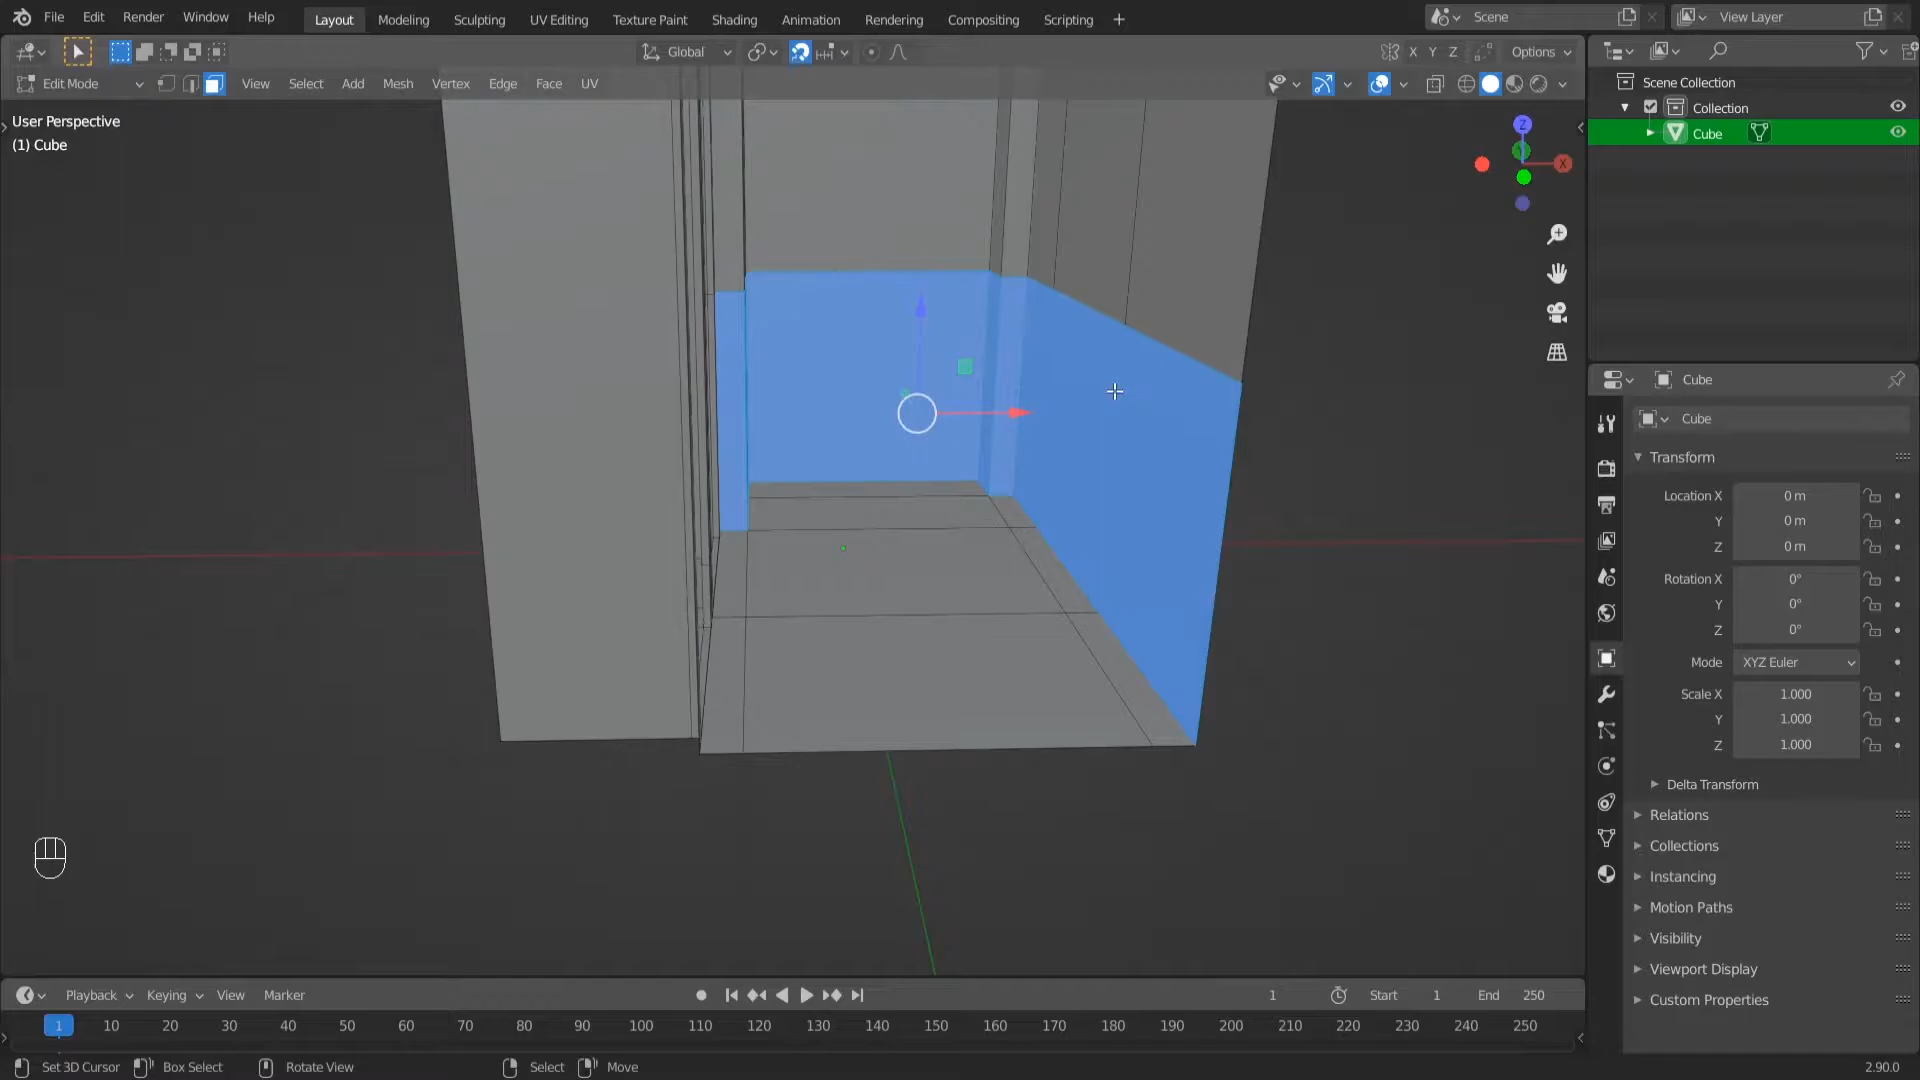 File Edit Render Window Help Layout Modeling Sculpting UV Editing Texture Paint Shading Animation Rendering Compositing Scripting + Scene View Layer
Global X Y Z Options
Edit Mode View Select Add Mesh Vertex Edge Face UV
User Perspective
(1) Cube
Z
X
Scene Collection
Collection
Cube
Cube
Cube
Transform
Location X 0 m
Y 0 m
Z 0 m
Rotation X 0°
Y 0°
Z 0°
Mode XYZ Euler
Scale X 1.000
Y 1.000
Z 1.000
Delta Transform
Relations
Collections
Instancing
Motion Paths
Visibility
Viewport Display
Custom Properties
Playback Keying View Marker 1 Start 1 End 250
1 10 20 30 40 50 60 70 80 90 100 110 120 130 140 150 160 170 180 190 200 210 220 230 240 250
Set 3D Cursor Box Select Rotate View Select Move 2.90.0